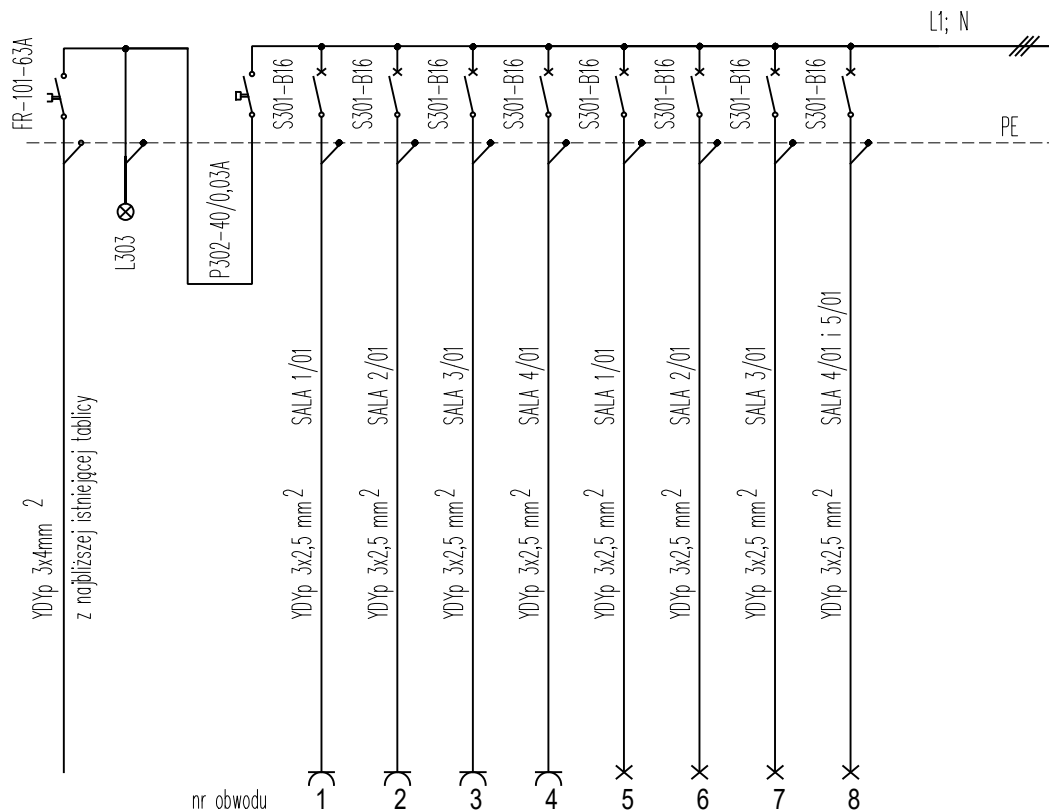 L1; N
PE
FR-101-63A
L303
P302-40/0,03A
S301-B16
S301-B16
S301-B16
S301-B16
S301-B16
S301-B16
S301-B16
S301-B16
YDYp 3x4mm 2
z najbliższej istniejącej tablicy
SALA 1/01
SALA 2/01
SALA 3/01
SALA 4/01
SALA 1/01
SALA 2/01
SALA 3/01
SALA 4/01 i 5/01
YDYp 3x2,5 mm 2
YDYp 3x2,5 mm 2
YDYp 3x2,5 mm 2
YDYp 3x2,5 mm 2
YDYp 3x2,5 mm 2
YDYp 3x2,5 mm 2
YDYp 3x2,5 mm 2
YDYp 3x2,5 mm 2
nr obwodu 1 2 3 4 5 6 7 8